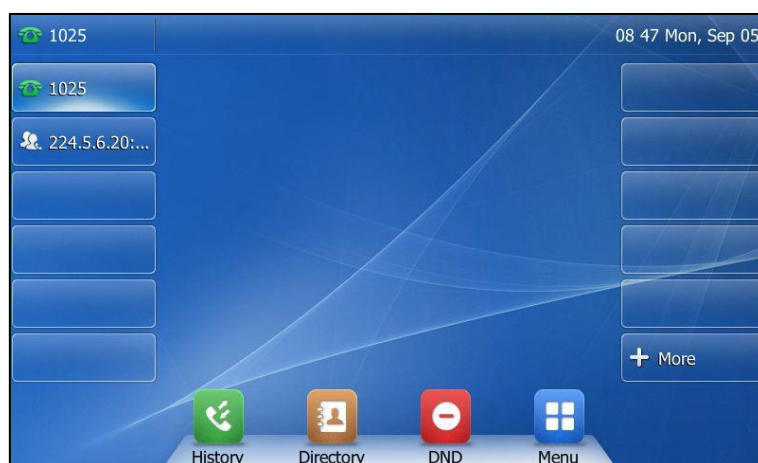 1025
08 47 Mon, Sep 05
1025
224.5.6.20:...
More
History
Directory
DND
Menu